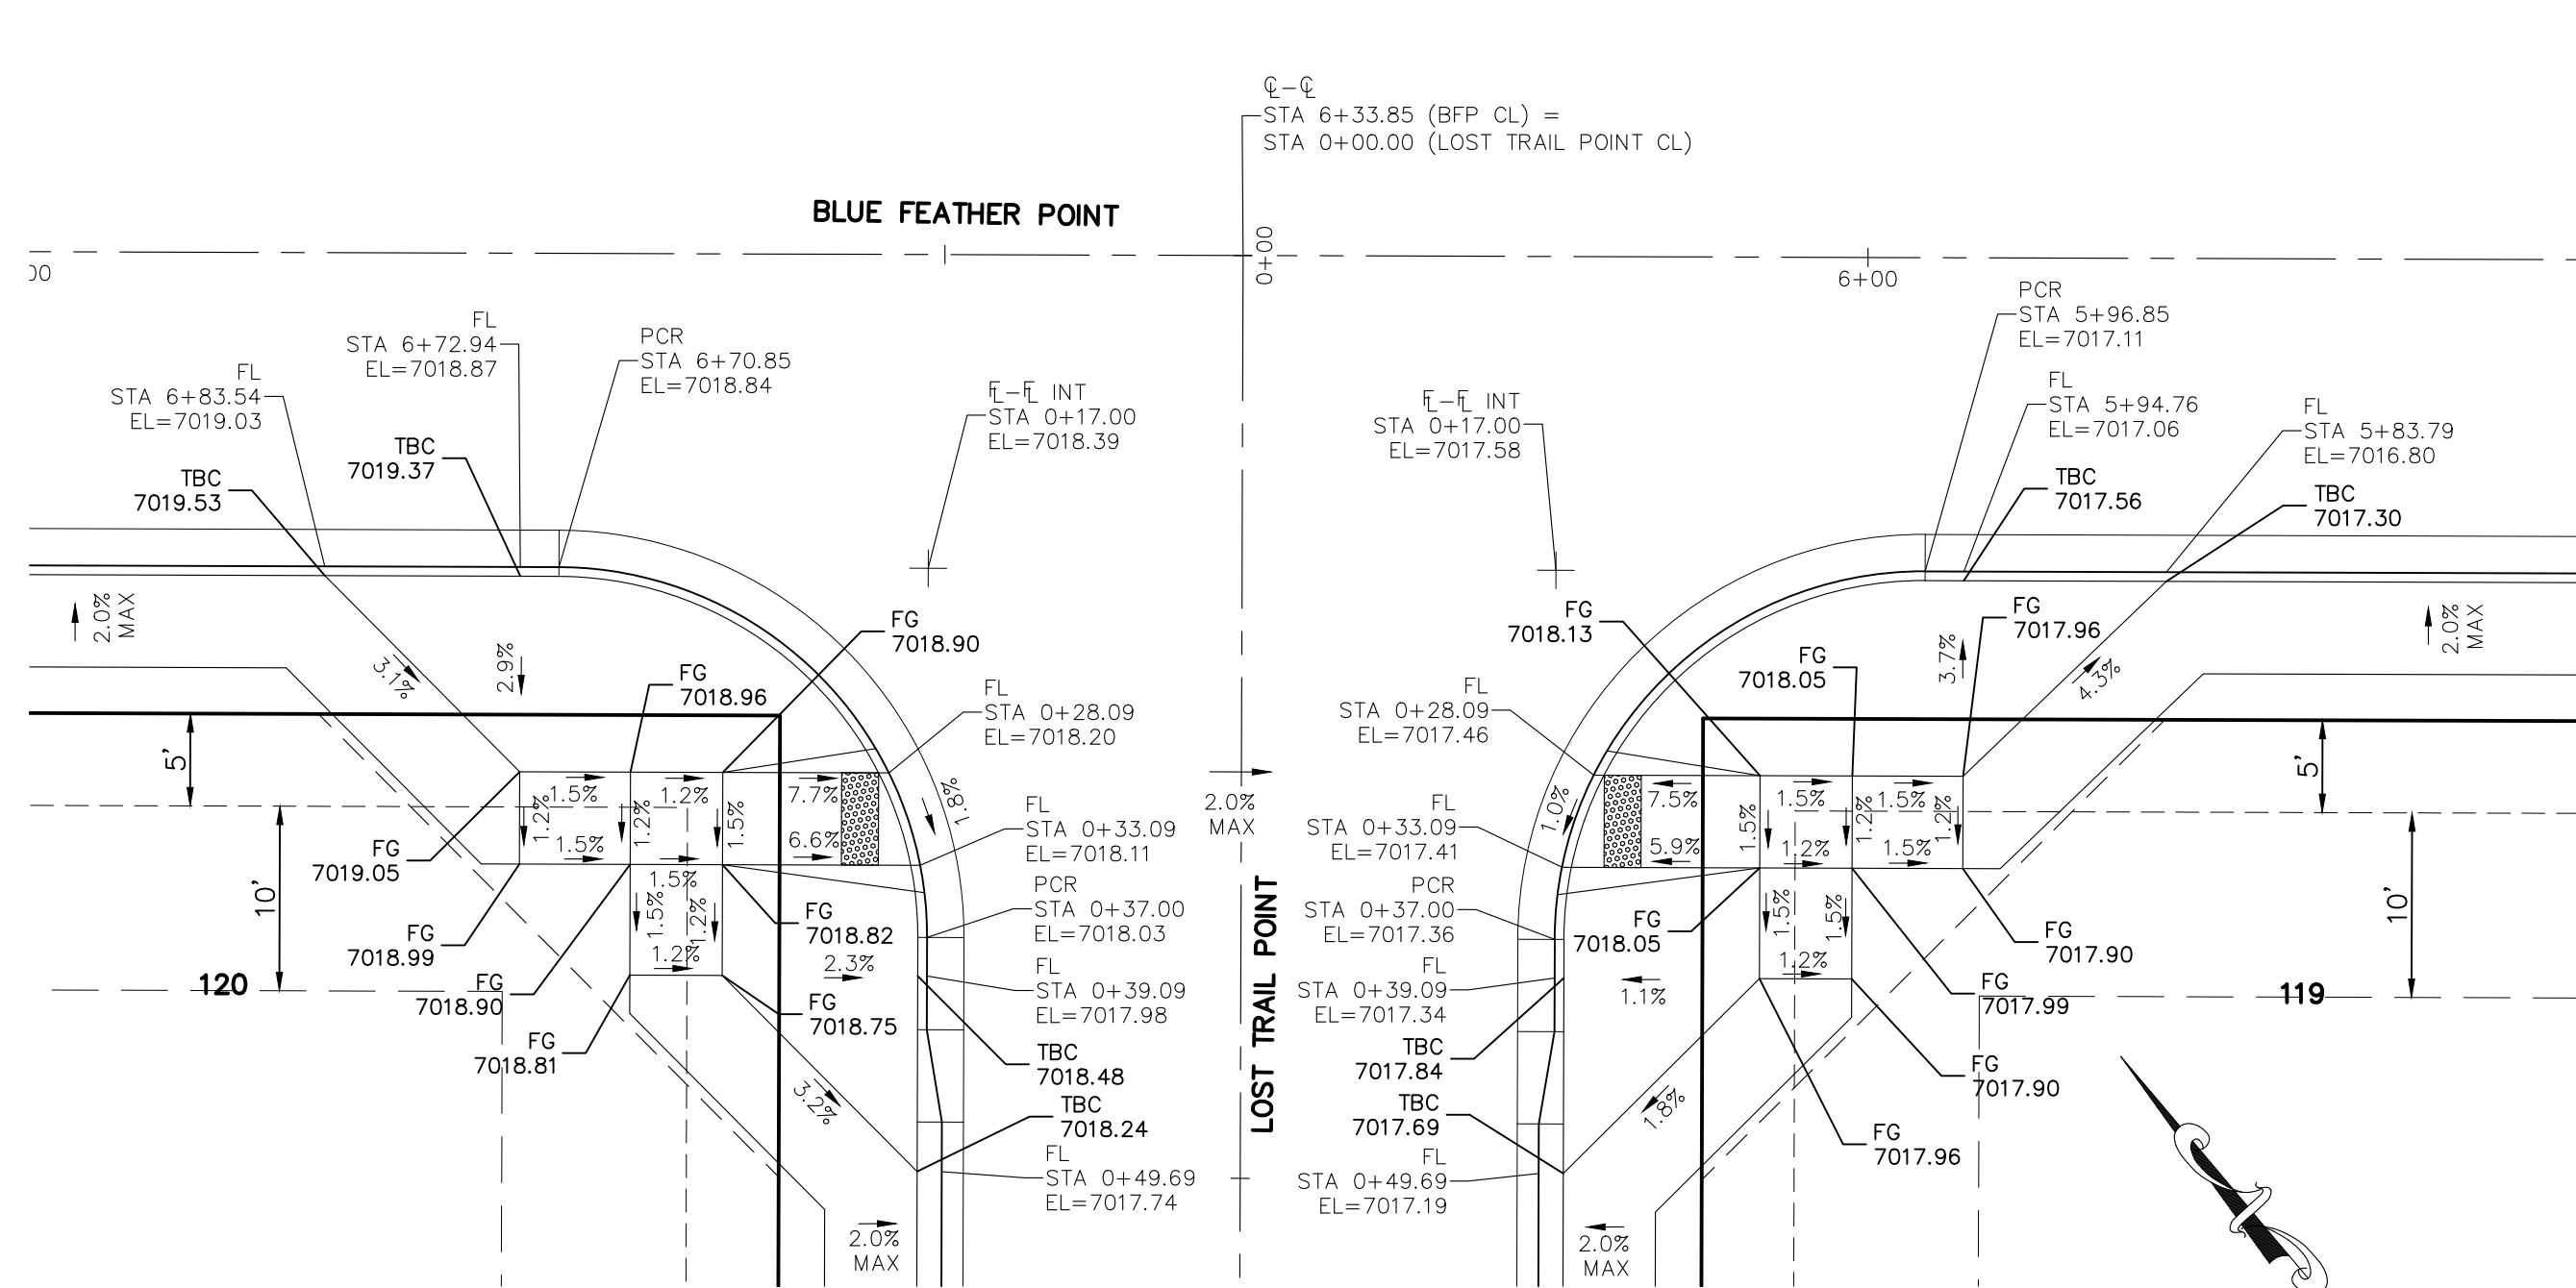 ℄-℄
STA 6+33.85 (BFP CL) =
STA 0+00.00 (LOST TRAIL POINT CL)
BLUE FEATHER POINT
0+00
6+00
FL
STA 6+83.54
EL=7019.03
FL
STA 6+72.94
EL=7018.87
PCR
STA 6+70.85
EL=7018.84
FL-FL INT
STA 0+17.00
EL=7018.39
TBC
7019.53
TBC
7019.37
FL-FL INT
STA 0+17.00
EL=7017.58
PCR
STA 5+96.85
EL=7017.11
FL
STA 5+94.76
EL=7017.06
FL
STA 5+83.79
EL=7016.80
TBC
7017.56
TBC
7017.30
2.0%
MAX
3.1%
2.9%
FG
7018.96
FG
7018.90
FL
STA 0+28.09
EL=7018.20
1.8%
5'
10'
120
1.5%
1.2%
7.7%
1.2%
1.2%
1.5%
1.5%
6.6%
1.5%
1.5%
1.2%
1.2%
FG
7019.05
FG
7018.99
FG
7018.90
FG
7018.81
FG
7018.82
2.3%
FG
7018.75
3.2%
FL
STA 0+33.09
EL=7018.11
PCR
STA 0+37.00
EL=7018.03
FL
STA 0+39.09
EL=7017.98
TBC
7018.48
TBC
7018.24
FL
STA 0+49.69
EL=7017.74
2.0%
MAX
2.0%
MAX
LOST TRAIL POINT
FG
7018.13
FG
7018.05
FG
7017.96
3.7%
4.3%
2.0%
MAX
FL
STA 0+28.09
EL=7017.46
1.0%
FL
STA 0+33.09
EL=7017.41
PCR
STA 0+37.00
EL=7017.36
FL
STA 0+39.09
EL=7017.34
TBC
7017.84
TBC
7017.69
FL
STA 0+49.69
EL=7017.19
7.5%
1.5%
1.5%
1.5%
1.2%
1.2%
5.9%
1.2%
1.5%
1.5%
1.5%
1.2%
FG
7018.05
1.1%
1.8%
FG
7017.90
FG
7017.99
FG
7017.90
FG
7017.96
5'
10'
119
2.0%
MAX